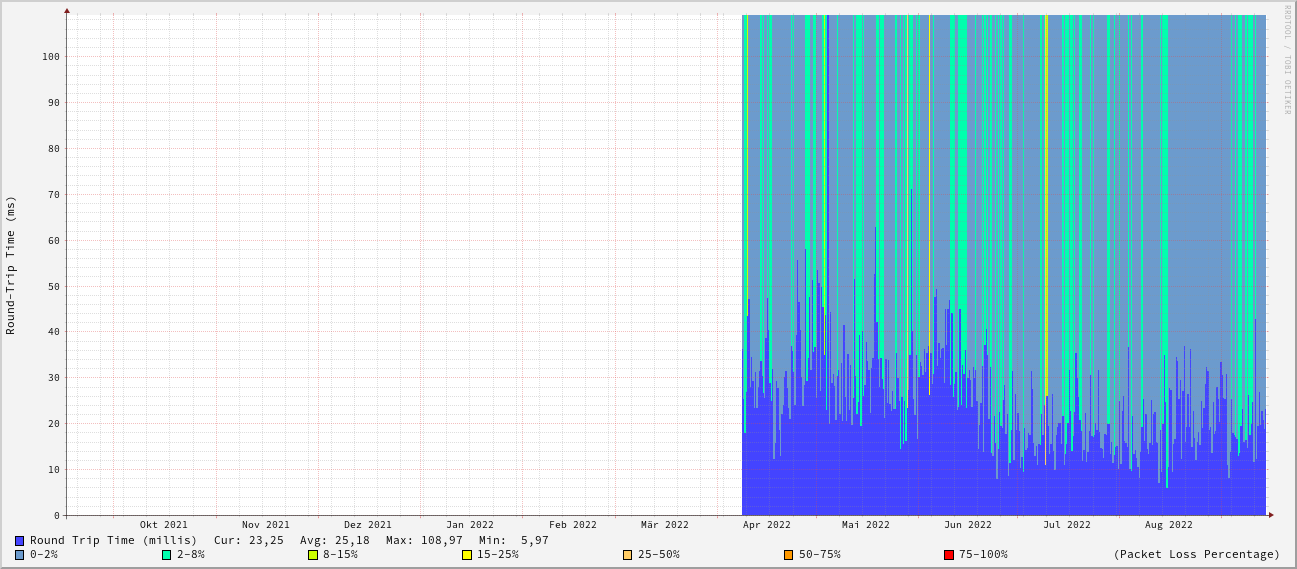 RRDTOOL / TOBI OETIKER
Round-Trip Time (ms)
100
90
80
70
60
50
40
30
20
10
0
Okt 2021 Nov 2021 Dez 2021 Jan 2022 Feb 2022 Mär 2022 Apr 2022 Mai 2022 Jun 2022 Jul 2022 Aug 2022
Round Trip Time (millis) Cur: 23,25 Avg: 25,18 Max: 108,97 Min: 5,97
0-2% 2-8% 8-15% 15-25% 25-50% 50-75% 75-100% (Packet Loss Percentage)